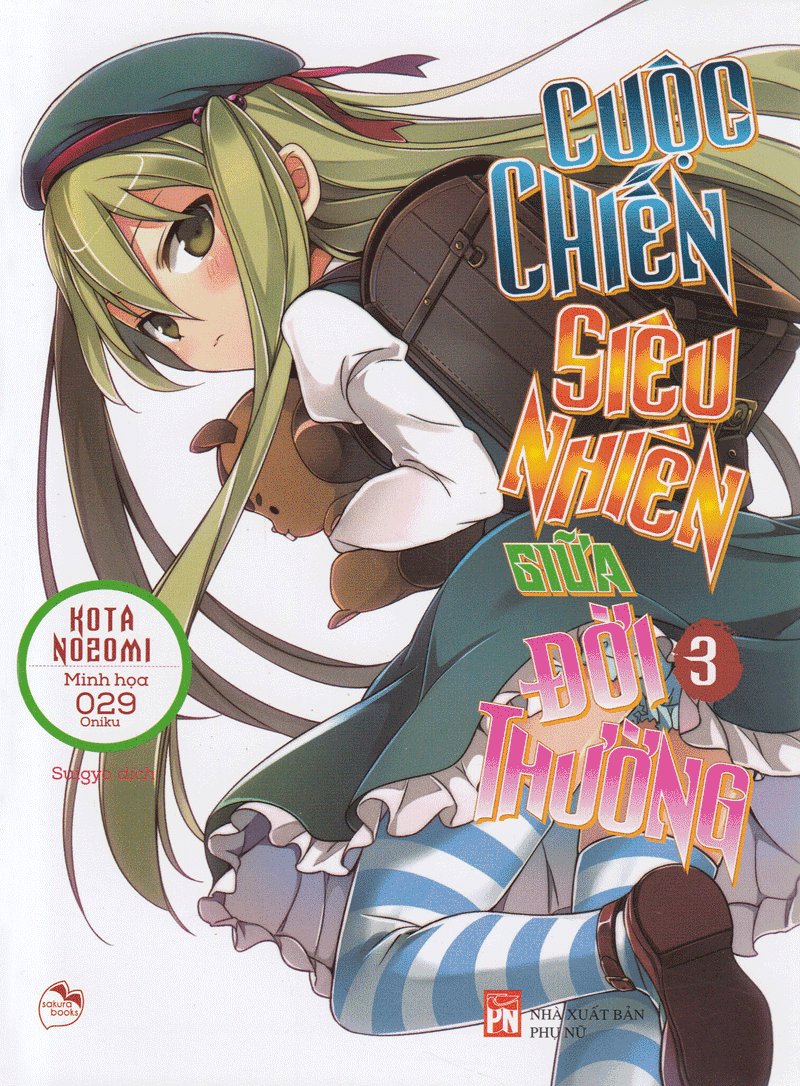 CUỘC
CHIẾN
SIÊU
NHIÊN
GIỮA
ĐỜI
3
THƯỜNG
KOTA
NOZOMI
Minh họa
029
Oniku
Suigyo dịch
sakura
books
PN
NHÀ XUẤT BẢN
PHỤ NỮ